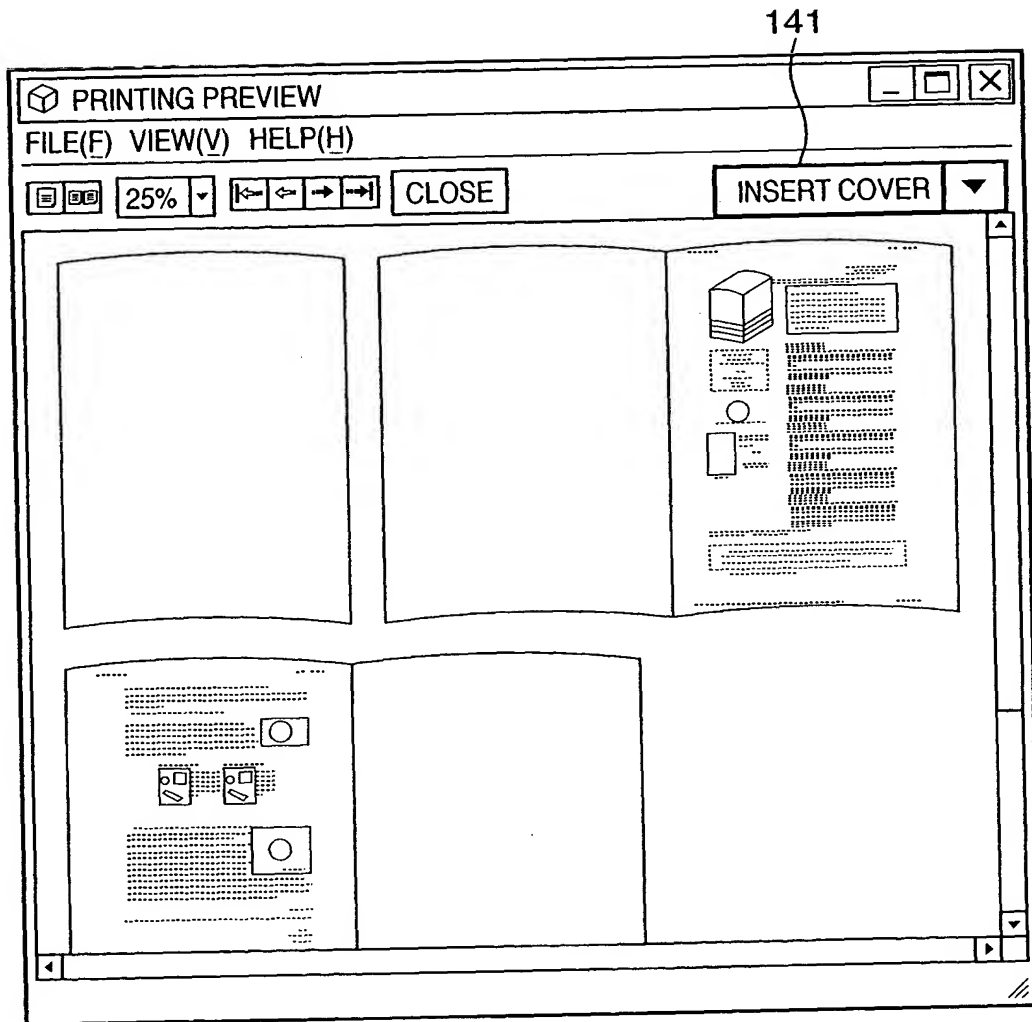 141
PRINTING PREVIEW
FILE(F) VIEW(V) HELP(H)
25% CLOSE INSERT COVER